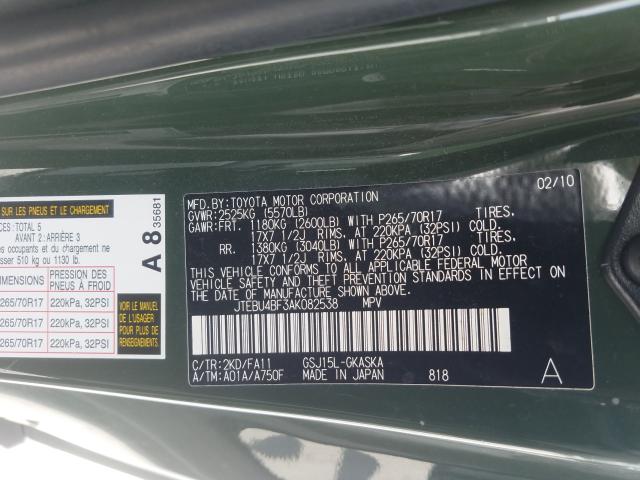 SUR LES PNEUS
CES: TOTAL 5
AVANT 2: ARRIÈRE 3
occupants et du chargement
sser 510 kg ou 1130 lb.
MENSIONS
PRESSION DES
PNEUS À FROID
265/70R17 220kPa, 32PSI
265/70R17 220kPa, 32PSI
265/70R17 220kPa, 32PSI
VOIR LE MANUEL
DE L'USAGER
POUR PLUS
A 8 35681
MFD.BY:TOYOTA MOTOR CORPORATION 02/10
GVWR:2525KG (5570LB)
GAWR:FRT. 1180KG (2600LB) WITH P265/70R17 TIRES,
17X7 1/2J RIMS, AT 220KPA (32PSI) COLD.
RR. 1380KG (3040LB) WITH P265/70R17 TIRES,
17X7 1/2J RIMS, AT 220KPA (32PSI) COLD.
THIS VEHICLE CONFORMS TO ALL APPLICABLE FEDERAL MOTOR
VEHICLE SAFETY AND THEFT PREVENTION STANDARDS IN EFFECT
ON THE DATE OF MANUFACTURE SHOWN ABOVE.
JTEBU4BF3AK082538 MPV
C/TR:2KD/FA11 GSJ15L-GKASKA
A/TM:A01A/A750F MADE IN JAPAN 818 A